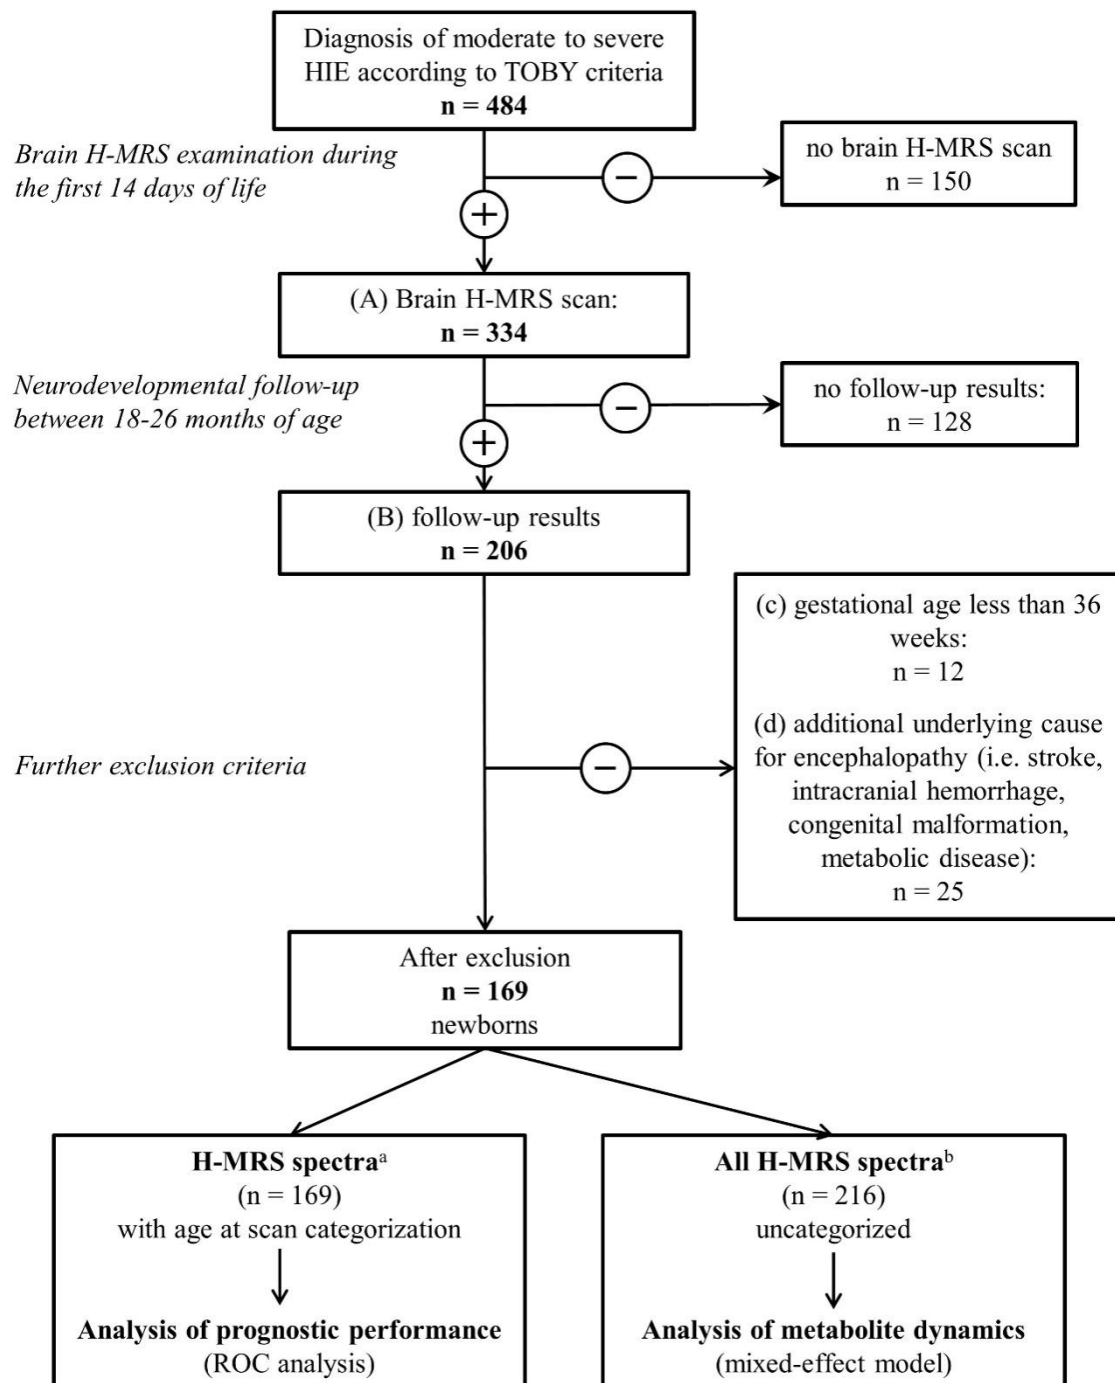 Diagnosis of moderate to severe
HIE according to TOBY criteria
n = 484
Brain H-MRS examination during
the first 14 days of life
no brain H-MRS scan
n = 150
−
+
(A) Brain H-MRS scan:
n = 334
Neurodevelopmental follow-up
between 18-26 months of age
no follow-up results:
n = 128
−
+
(B) follow-up results
n = 206
(c) gestational age less than 36
weeks:
n = 12
(d) additional underlying cause
for encephalopathy (i.e. stroke,
intracranial hemorrhage,
congenital malformation,
metabolic disease):
n = 25
Further exclusion criteria
−
After exclusion
n = 169
newborns
H-MRS spectraᵃ
(n = 169)
with age at scan categorization
Analysis of prognostic performance
(ROC analysis)
All H-MRS spectraᵇ
(n = 216)
uncategorized
Analysis of metabolite dynamics
(mixed-effect model)